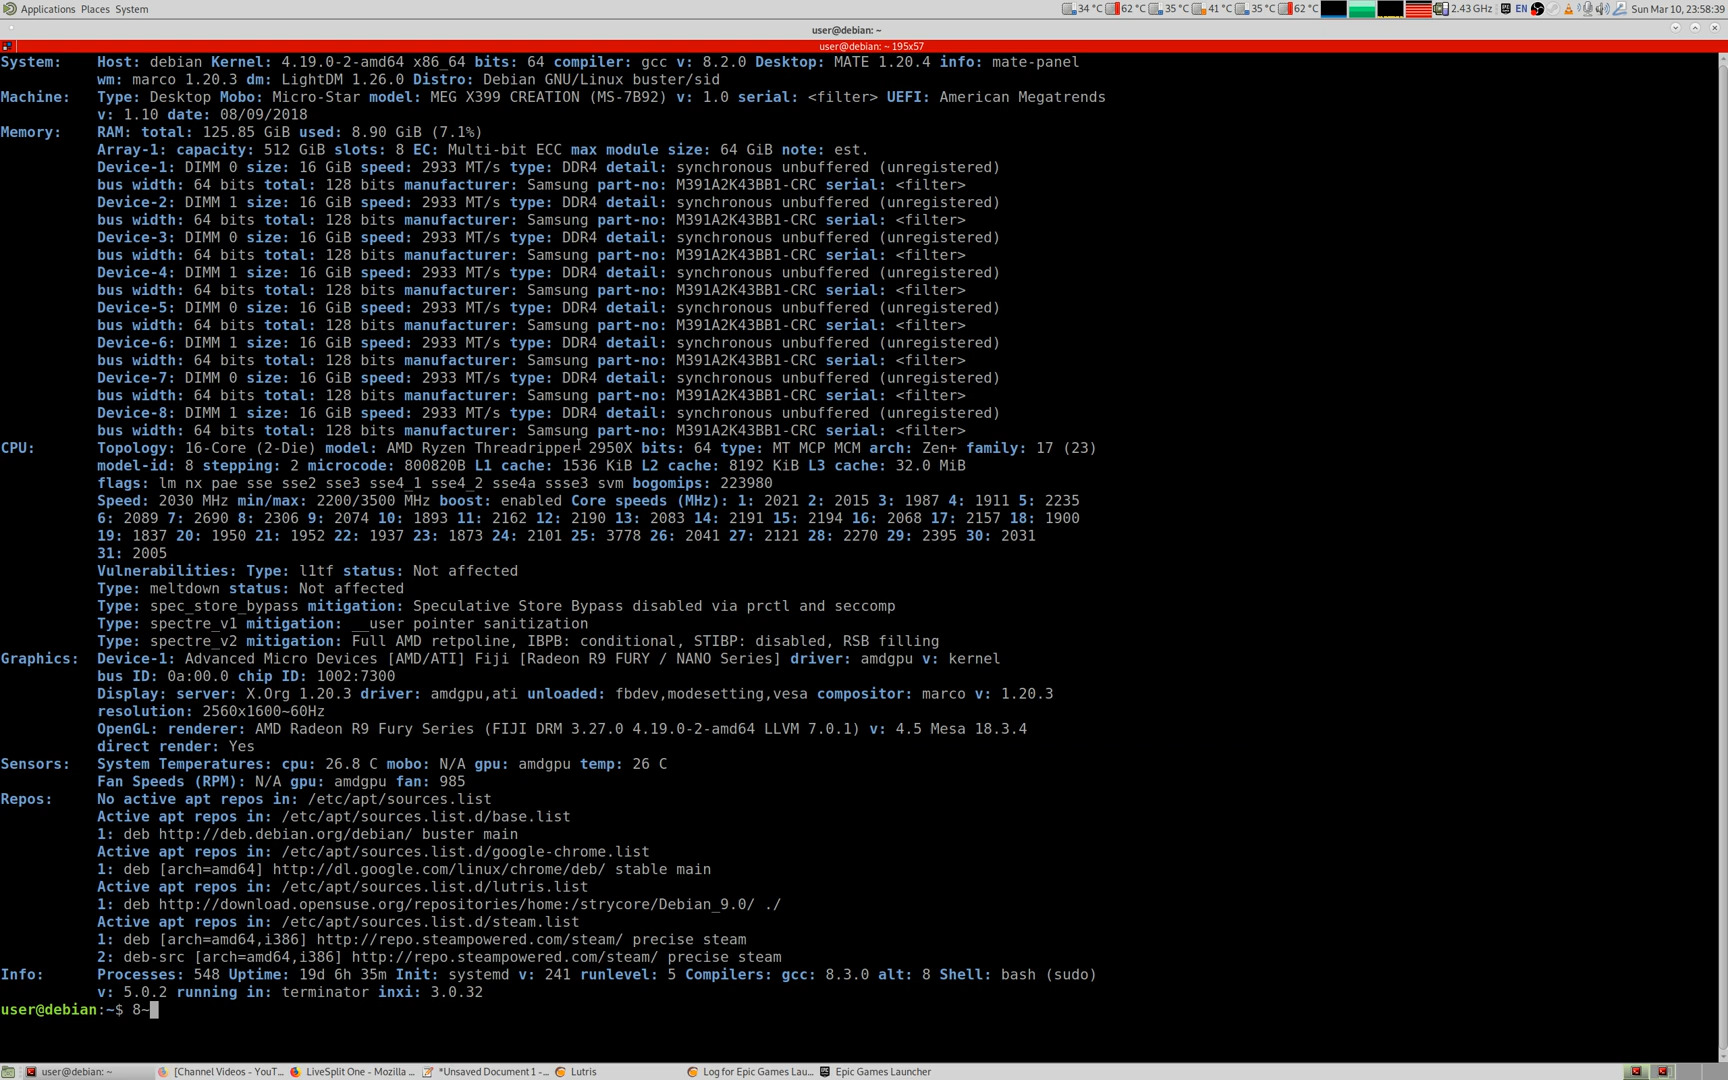 Applications Places System
34 °C 62 °C 35 °C 41 °C 35 °C 62 °C 2.43 GHz EN Sun Mar 10, 23:58:39
user@debian: ~
user@debian: ~ 195x57
System: Host: debian Kernel: 4.19.0-2-amd64 x86_64 bits: 64 compiler: gcc v: 8.2.0 Desktop: MATE 1.20.4 info: mate-panel
wm: marco 1.20.3 dm: LightDM 1.26.0 Distro: Debian GNU/Linux buster/sid
Machine: Type: Desktop Mobo: Micro-Star model: MEG X399 CREATION (MS-7B92) v: 1.0 serial: <filter> UEFI: American Megatrends
v: 1.10 date: 08/09/2018
Memory: RAM: total: 125.85 GiB used: 8.90 GiB (7.1%)
Array-1: capacity: 512 GiB slots: 8 EC: Multi-bit ECC max module size: 64 GiB note: est.
Device-1: DIMM 0 size: 16 GiB speed: 2933 MT/s type: DDR4 detail: synchronous unbuffered (unregistered)
bus width: 64 bits total: 128 bits manufacturer: Samsung part-no: M391A2K43BB1-CRC serial: <filter>
Device-2: DIMM 1 size: 16 GiB speed: 2933 MT/s type: DDR4 detail: synchronous unbuffered (unregistered)
bus width: 64 bits total: 128 bits manufacturer: Samsung part-no: M391A2K43BB1-CRC serial: <filter>
Device-3: DIMM 0 size: 16 GiB speed: 2933 MT/s type: DDR4 detail: synchronous unbuffered (unregistered)
bus width: 64 bits total: 128 bits manufacturer: Samsung part-no: M391A2K43BB1-CRC serial: <filter>
Device-4: DIMM 1 size: 16 GiB speed: 2933 MT/s type: DDR4 detail: synchronous unbuffered (unregistered)
bus width: 64 bits total: 128 bits manufacturer: Samsung part-no: M391A2K43BB1-CRC serial: <filter>
Device-5: DIMM 0 size: 16 GiB speed: 2933 MT/s type: DDR4 detail: synchronous unbuffered (unregistered)
bus width: 64 bits total: 128 bits manufacturer: Samsung part-no: M391A2K43BB1-CRC serial: <filter>
Device-6: DIMM 1 size: 16 GiB speed: 2933 MT/s type: DDR4 detail: synchronous unbuffered (unregistered)
bus width: 64 bits total: 128 bits manufacturer: Samsung part-no: M391A2K43BB1-CRC serial: <filter>
Device-7: DIMM 0 size: 16 GiB speed: 2933 MT/s type: DDR4 detail: synchronous unbuffered (unregistered)
bus width: 64 bits total: 128 bits manufacturer: Samsung part-no: M391A2K43BB1-CRC serial: <filter>
Device-8: DIMM 1 size: 16 GiB speed: 2933 MT/s type: DDR4 detail: synchronous unbuffered (unregistered)
bus width: 64 bits total: 128 bits manufacturer: Samsung part-no: M391A2K43BB1-CRC serial: <filter>
CPU: Topology: 16-Core (2-Die) model: AMD Ryzen Threadripper 2950X bits: 64 type: MT MCP MCM arch: Zen+ family: 17 (23)
model-id: 8 stepping: 2 microcode: 800820B L1 cache: 1536 KiB L2 cache: 8192 KiB L3 cache: 32.0 MiB
flags: lm nx pae sse sse2 sse3 sse4_1 sse4_2 sse4a ssse3 svm bogomips: 223980
Speed: 2030 MHz min/max: 2200/3500 MHz boost: enabled Core speeds (MHz): 1: 2021 2: 2015 3: 1987 4: 1911 5: 2235
6: 2089 7: 2690 8: 2306 9: 2074 10: 1893 11: 2162 12: 2190 13: 2083 14: 2191 15: 2194 16: 2068 17: 2157 18: 1900
19: 1837 20: 1950 21: 1952 22: 1937 23: 1873 24: 2101 25: 3778 26: 2041 27: 2121 28: 2270 29: 2395 30: 2031
31: 2005
Vulnerabilities: Type: l1tf status: Not affected
Type: meltdown status: Not affected
Type: spec_store_bypass mitigation: Speculative Store Bypass disabled via prctl and seccomp
Type: spectre_v1 mitigation: __user pointer sanitization
Type: spectre_v2 mitigation: Full AMD retpoline, IBPB: conditional, STIBP: disabled, RSB filling
Graphics: Device-1: Advanced Micro Devices [AMD/ATI] Fiji [Radeon R9 FURY / NANO Series] driver: amdgpu v: kernel
bus ID: 0a:00.0 chip ID: 1002:7300
Display: server: X.Org 1.20.3 driver: amdgpu,ati unloaded: fbdev,modesetting,vesa compositor: marco v: 1.20.3
resolution: 2560x1600~60Hz
OpenGL: renderer: AMD Radeon R9 Fury Series (FIJI DRM 3.27.0 4.19.0-2-amd64 LLVM 7.0.1) v: 4.5 Mesa 18.3.4
direct render: Yes
Sensors: System Temperatures: cpu: 26.8 C mobo: N/A gpu: amdgpu temp: 26 C
Fan Speeds (RPM): N/A gpu: amdgpu fan: 985
Repos: No active apt repos in: /etc/apt/sources.list
Active apt repos in: /etc/apt/sources.list.d/base.list
1: deb http://deb.debian.org/debian/ buster main
Active apt repos in: /etc/apt/sources.list.d/google-chrome.list
1: deb [arch=amd64] http://dl.google.com/linux/chrome/deb/ stable main
Active apt repos in: /etc/apt/sources.list.d/lutris.list
1: deb http://download.opensuse.org/repositories/home:/strycore/Debian_9.0/ ./
Active apt repos in: /etc/apt/sources.list.d/steam.list
1: deb [arch=amd64,i386] http://repo.steampowered.com/steam/ precise steam
2: deb-src [arch=amd64,i386] http://repo.steampowered.com/steam/ precise steam
Info: Processes: 548 Uptime: 19d 6h 35m Init: systemd v: 241 runlevel: 5 Compilers: gcc: 8.3.0 alt: 8 Shell: bash (sudo)
v: 5.0.2 running in: terminator inxi: 3.0.32
user@debian:~$ 8~
user@debian: ~ [Channel Videos - YouT... LiveSplit One - Mozilla ... *Unsaved Document 1 -... Lutris Log for Epic Games Lau... Epic Games Launcher